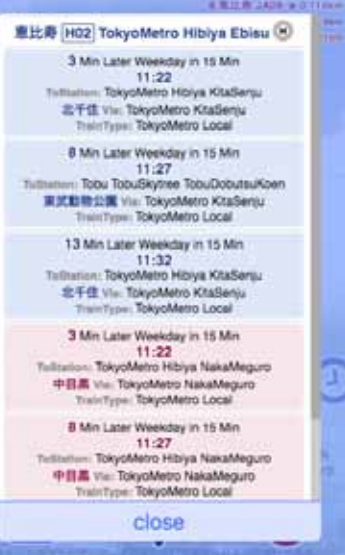 恵比寿 H02 TokyoMetro Hibiya Ebisu
3 Min Later Weekday in 15 Min
11:22
ToStation: TokyoMetro Hibiya KitaSenju
北千住 Via: TokyoMetro KitaSenju
TrainType: TokyoMetro Local
8 Min Later Weekday in 15 Min
11:27
ToStation: Tobu TobuSkytree TobuDobutsuKoen
東武動物公園 Via: TokyoMetro KitaSenju
TrainType: TokyoMetro Local
13 Min Later Weekday in 15 Min
11:32
ToStation: TokyoMetro Hibiya KitaSenju
北千住 Via: TokyoMetro KitaSenju
TrainType: TokyoMetro Local
3 Min Later Weekday in 15 Min
11:22
ToStation: TokyoMetro Hibiya NakaMeguro
中目黒 Via: TokyoMetro NakaMeguro
TrainType: TokyoMetro Local
8 Min Later Weekday in 15 Min
11:27
ToStation: TokyoMetro Hibiya NakaMeguro
中目黒 Via: TokyoMetro NakaMeguro
TrainType: TokyoMetro Local
close